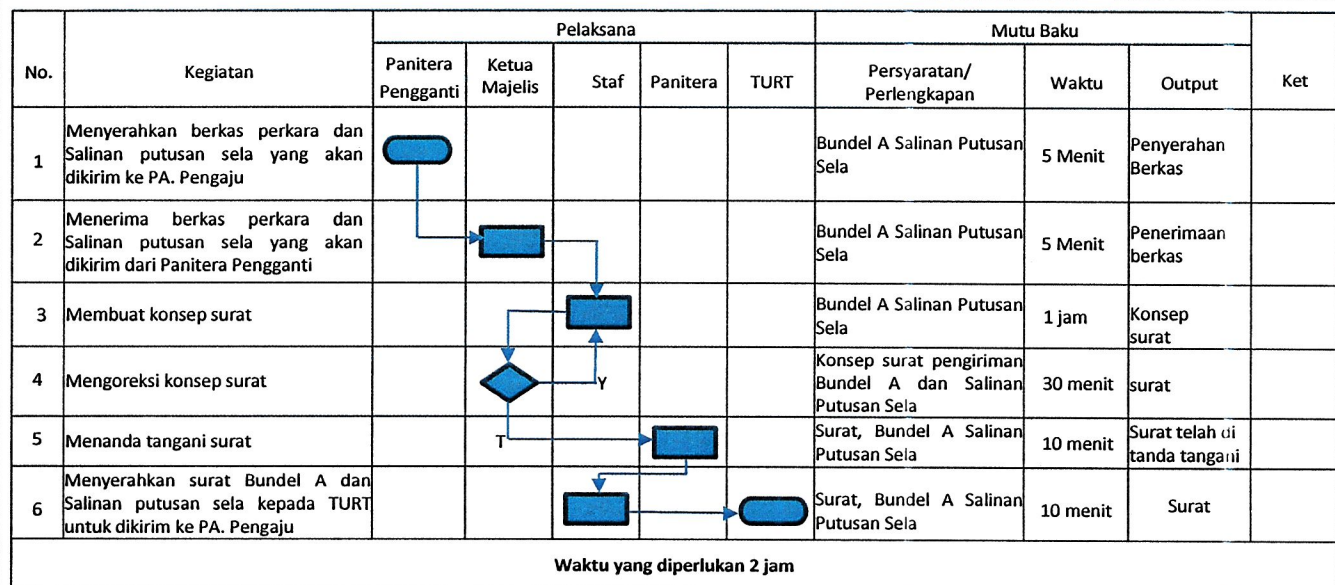 No.
Kegiatan
Pelaksana
Mutu Baku
Ket
Panitera
Pengganti
Ketua
Majelis
Staf
Panitera
TURT
Persyaratan/
Perlengkapan
Waktu
Output
1
Menyerahkan berkas perkara dan
Salinan putusan sela yang akan
dikirim ke PA. Pengaju
Bundel A Salinan Putusan
Sela
5 Menit
Penyerahan
Berkas
2
Menerima berkas perkara dan
Salinan putusan sela yang akan
dikirim dari Panitera Pengganti
Bundel A Salinan Putusan
Sela
5 Menit
Penerimaan
berkas
3
Membuat konsep surat
Bundel A Salinan Putusan
Sela
1 jam
Konsep
surat
4
Mengoreksi konsep surat
Y
Konsep surat pengiriman
Bundel A dan Salinan
Putusan Sela
30 menit
surat
5
Menanda tangani surat
T
Surat, Bundel A Salinan
Putusan Sela
10 menit
Surat telah di
tanda tangani
6
Menyerahkan surat Bundel A dan
Salinan putusan sela kepada TURT
untuk dikirim ke PA. Pengaju
Surat, Bundel A Salinan
Putusan Sela
10 menit
Surat
Waktu yang diperlukan 2 jam